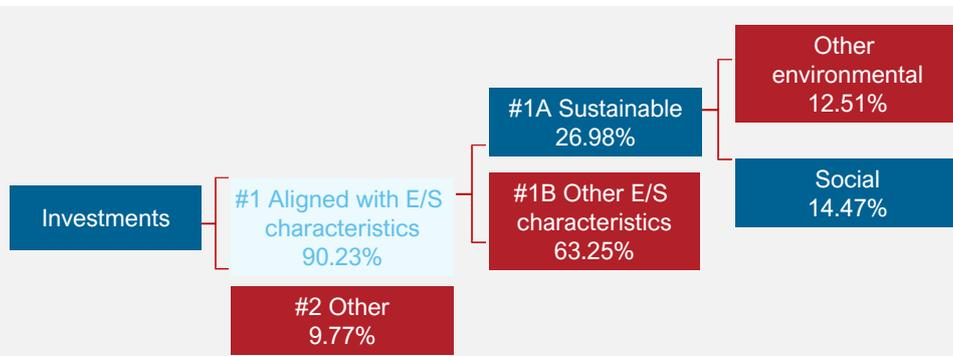 Investments
#1 Aligned with E/S
characteristics
90.23%
#2 Other
9.77%
#1A Sustainable
26.98%
#1B Other E/S
characteristics
63.25%
Other
environmental
12.51%
Social
14.47%